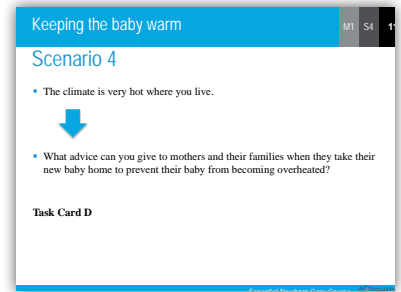 Keeping the baby warm
M1 S4
Scenario 4
The climate is very hot where you live.
What advice can you give to mothers and their families when they take their
new baby home to prevent their baby from becoming overheated?
Task Card D
Essential Newborn Care Course